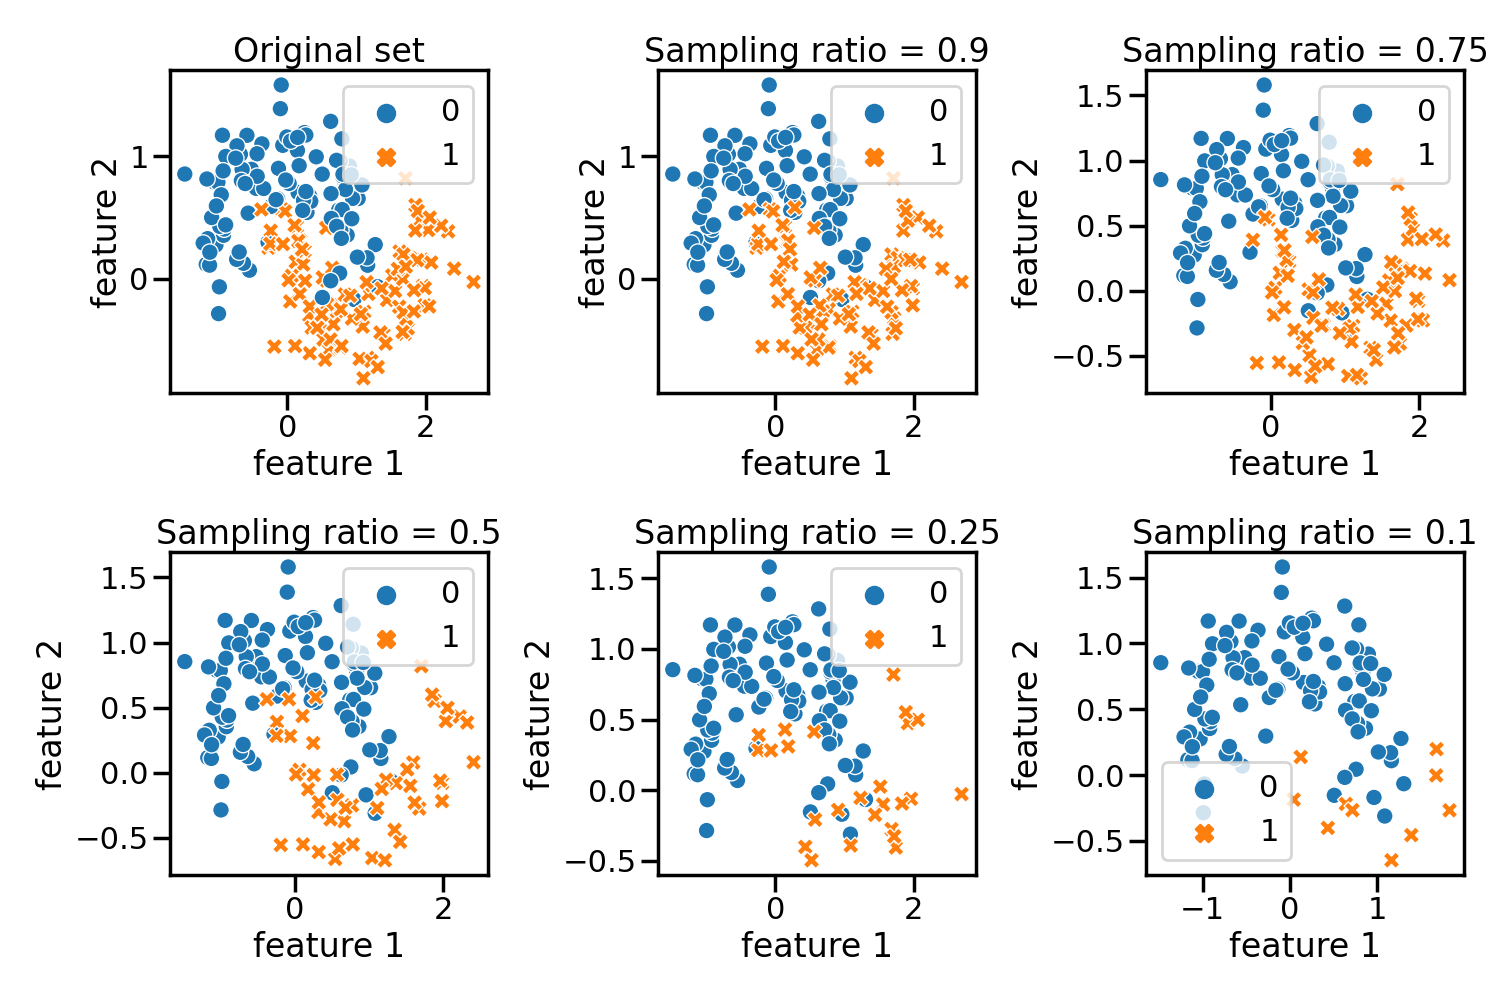 Original set
0
1
1
0
feature 2
0 2
feature 1
Sampling ratio = 0.9
0
1
1
0
feature 2
0 2
feature 1
Sampling ratio = 0.75
0
1
1.5
1.0
0.5
0.0
−0.5
feature 2
0 2
feature 1
Sampling ratio = 0.5
0
1
1.5
1.0
0.5
0.0
−0.5
feature 2
0 2
feature 1
Sampling ratio = 0.25
0
1
1.5
1.0
0.5
0.0
−0.5
feature 2
0 2
feature 1
Sampling ratio = 0.1
0
1
1.5
1.0
0.5
0.0
−0.5
feature 2
−1 0 1
feature 1